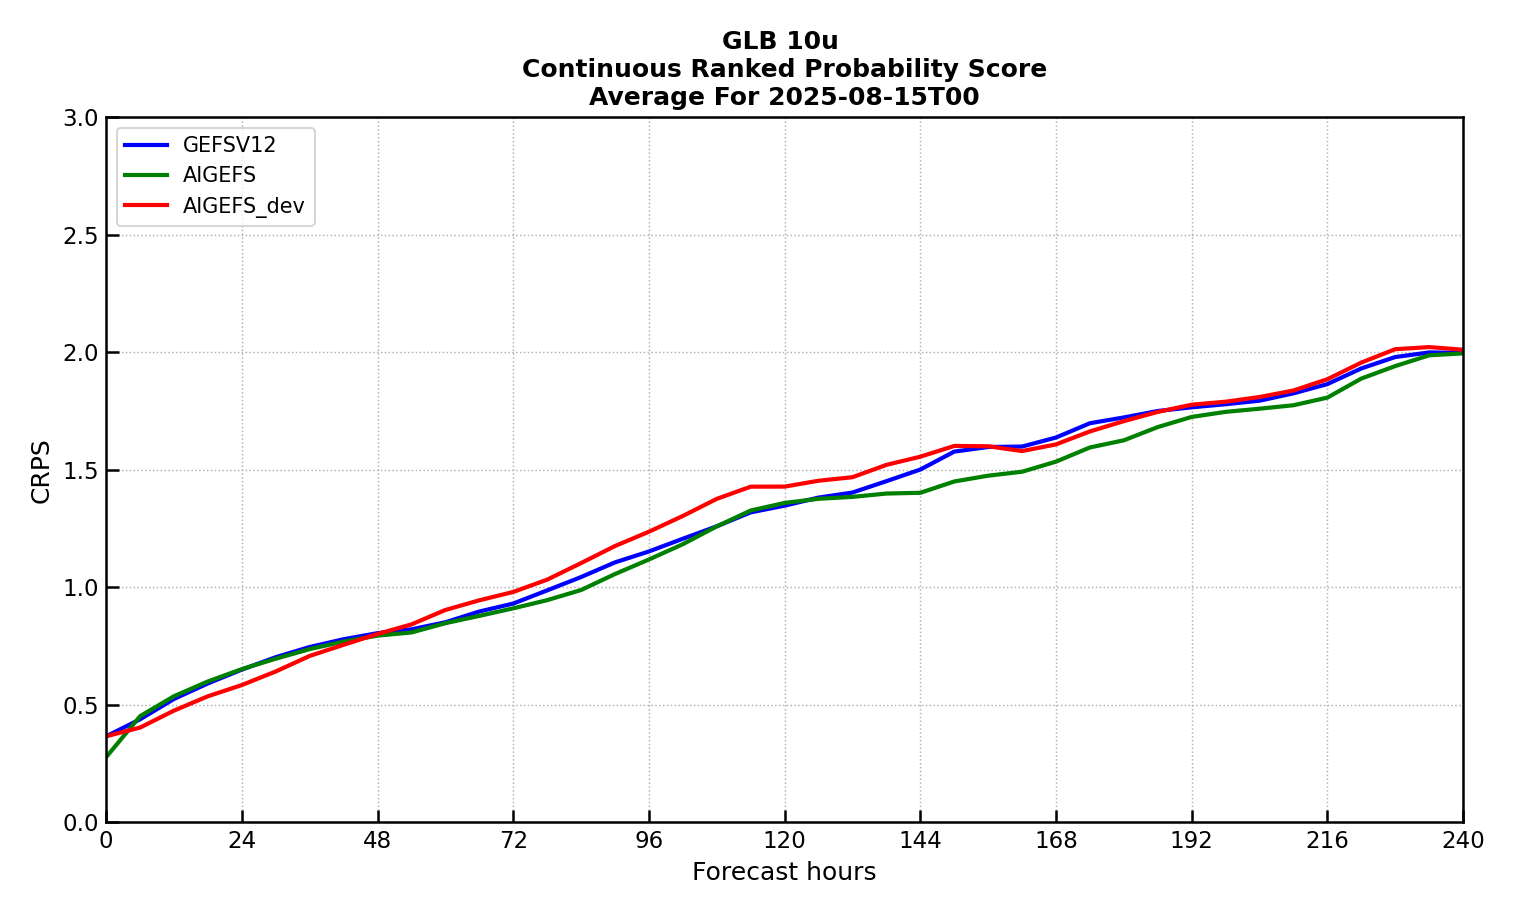 GLB 10u
Continuous Ranked Probability Score
Average For 2025-08-15T00
3.0
2.5
2.0
1.5
1.0
0.5
0.0
CRPS
GEFSV12
AIGEFS
AIGEFS_dev
0 24 48 72 96 120 144 168 192 216 240
Forecast hours